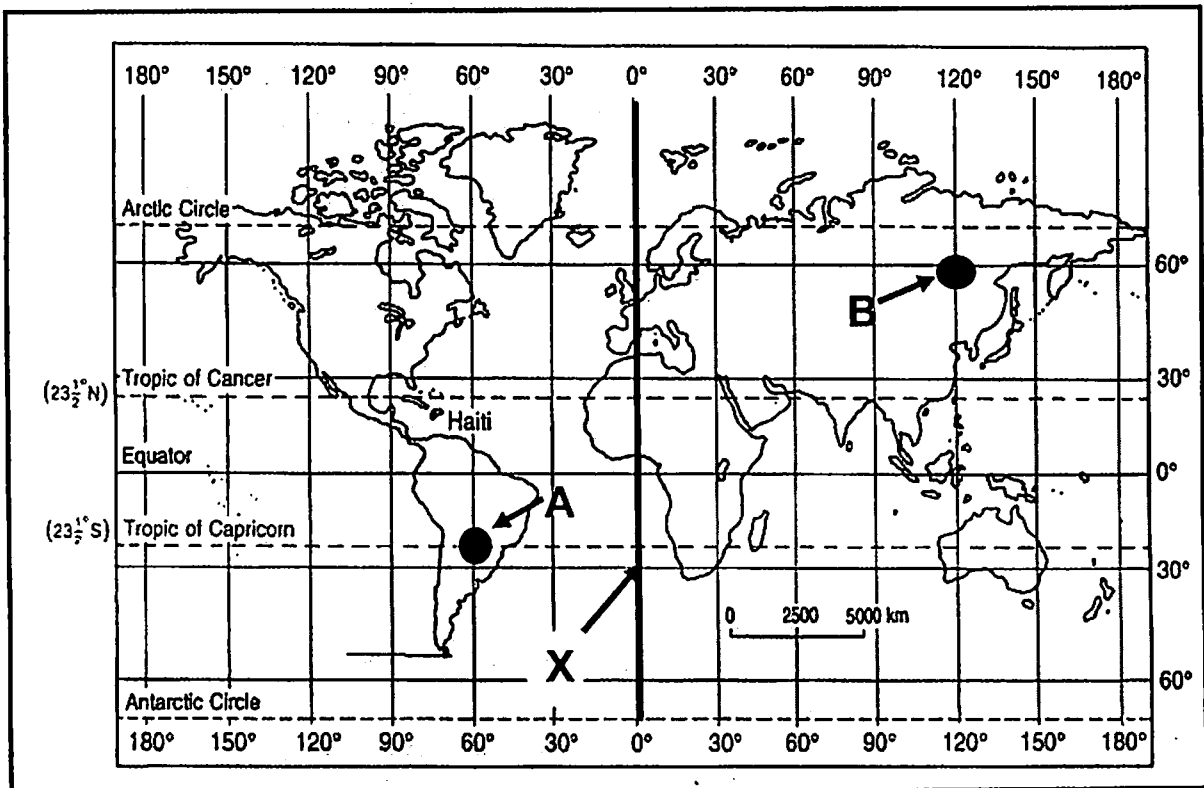 180° 150° 120° 90° 60° 30° 0° 30° 60° 90° 120° 150° 180°
Arctic Circle
60°
B
Tropic of Cancer
30°
(23½°N)
Haiti
Equator
0°
A
(23½°S) Tropic of Capricorn
30°
0 2500 5000 km
X
60°
Antarctic Circle
180° 150° 120° 90° 60° 30° 0° 30° 60° 90° 120° 150° 180°